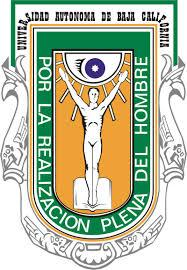 UNIVERSIDAD AUTONOMA DE BAJA CALIFORNIA
POR LA REALIZACION PLENA DEL HOMBRE